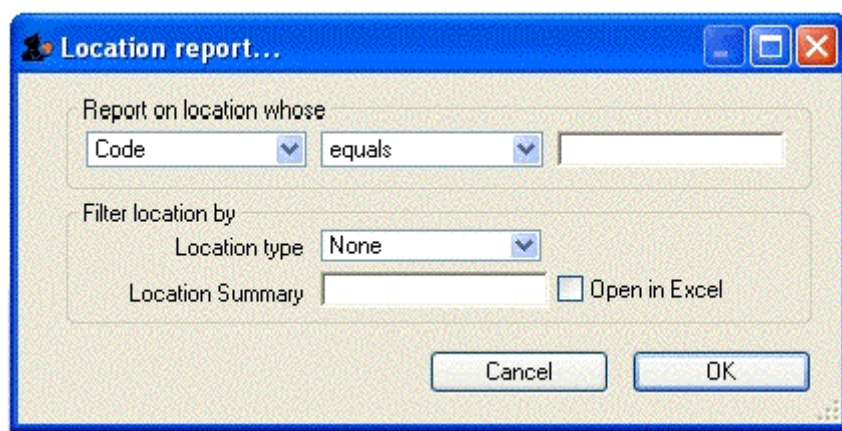 Location report...
Report on location whose
Code equals
Filter location by
Location type None
Location Summary Open in Excel
Cancel OK